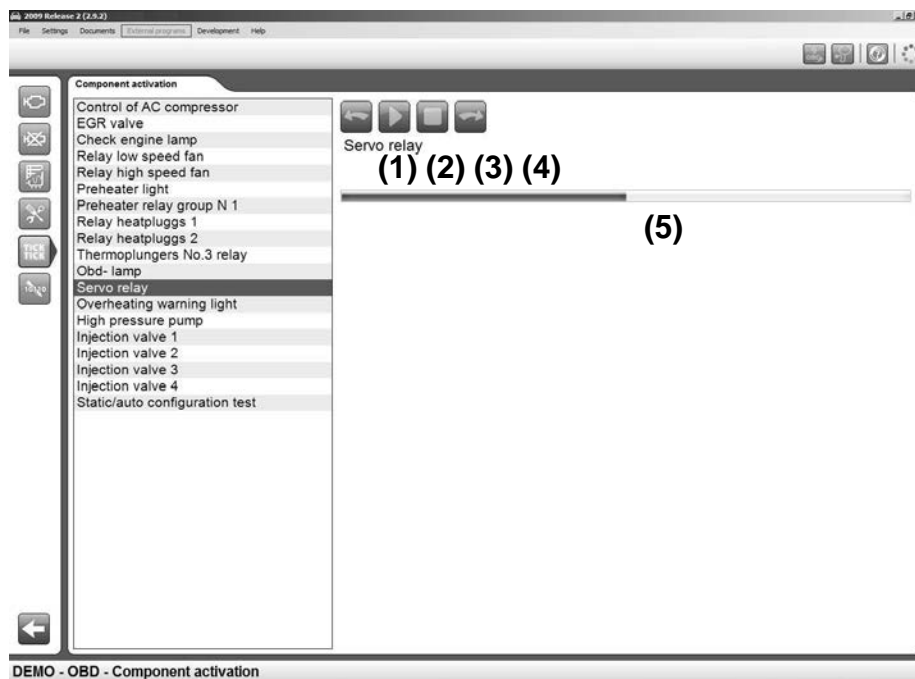 2009 Release 2 (2.9.2)
File Settings Documents External programs Development Help
Component activation
Control of AC compressor
EGR valve
Check engine lamp
Relay low speed fan
Relay high speed fan
Preheater light
Preheater relay group N 1
Relay heatpluggs 1
Relay heatpluggs 2
Thermoplungers No.3 relay
Obd- lamp
Servo relay
Overheating warning light
High pressure pump
Injection valve 1
Injection valve 2
Injection valve 3
Injection valve 4
Static/auto configuration test
Servo relay
(1) (2) (3) (4)
(5)
TICK
TICK
DEMO - OBD - Component activation